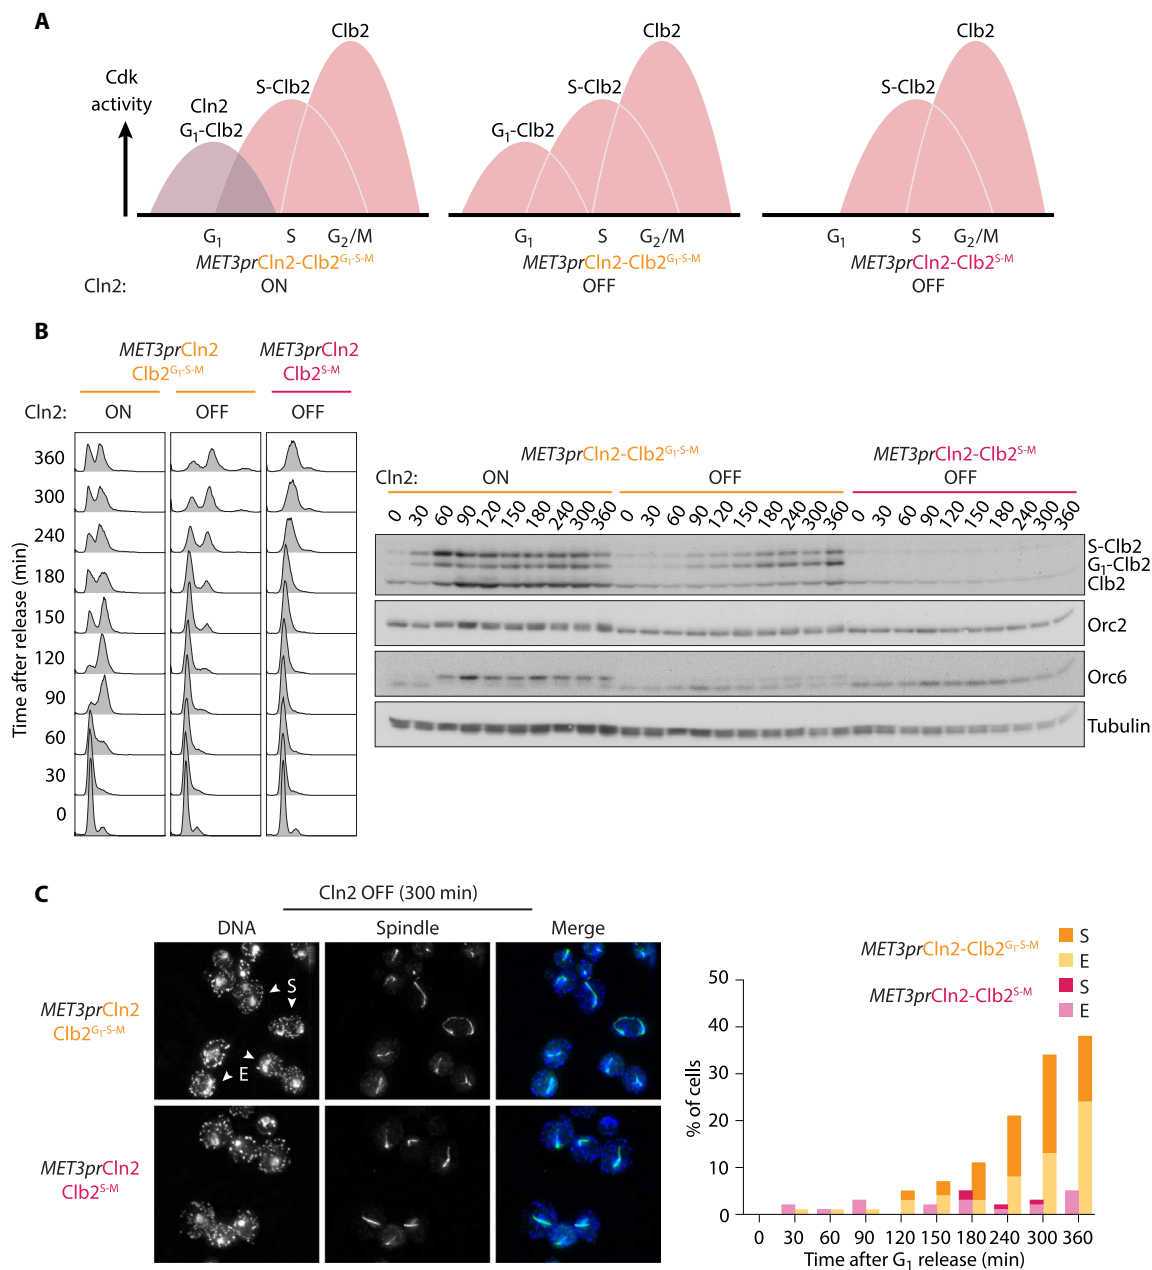 A
Clb2
Clb2
Clb2
Cdk
activity
Cln2
G1-Clb2
S-Clb2
G1-Clb2
S-Clb2
S-Clb2
G1 S G2/M
G1 S G2/M
G1 S G2/M
MET3prCln2-Clb2G1-S-M
MET3prCln2-Clb2G1-S-M
MET3prCln2-Clb2S-M
Cln2: ON OFF OFF
B
MET3prCln2
Clb2G1-S-M
MET3prCln2
Clb2S-M
Cln2: ON OFF OFF
Time after release (min)
360
300
240
180
150
120
90
60
30
0
MET3prCln2-Clb2G1-S-M
MET3prCln2-Clb2S-M
Cln2: ON OFF OFF
0 30 60 90 120 150 180 240 300 360
0 30 60 90 120 150 180 240 300 360
0 30 60 90 120 150 180 240 300 360
S-Clb2
G1-Clb2
Clb2
Orc2
Orc6
Tubulin
C
Cln2 OFF (300 min)
DNA Spindle Merge
MET3prCln2
Clb2G1-S-M
S
E
MET3prCln2
Clb2S-M
MET3prCln2-Clb2G1-S-M
S
E
MET3prCln2-Clb2S-M
S
E
% of cells
50
40
30
20
10
0
0 30 60 90 120 150 180 240 300 360
Time after G1 release (min)